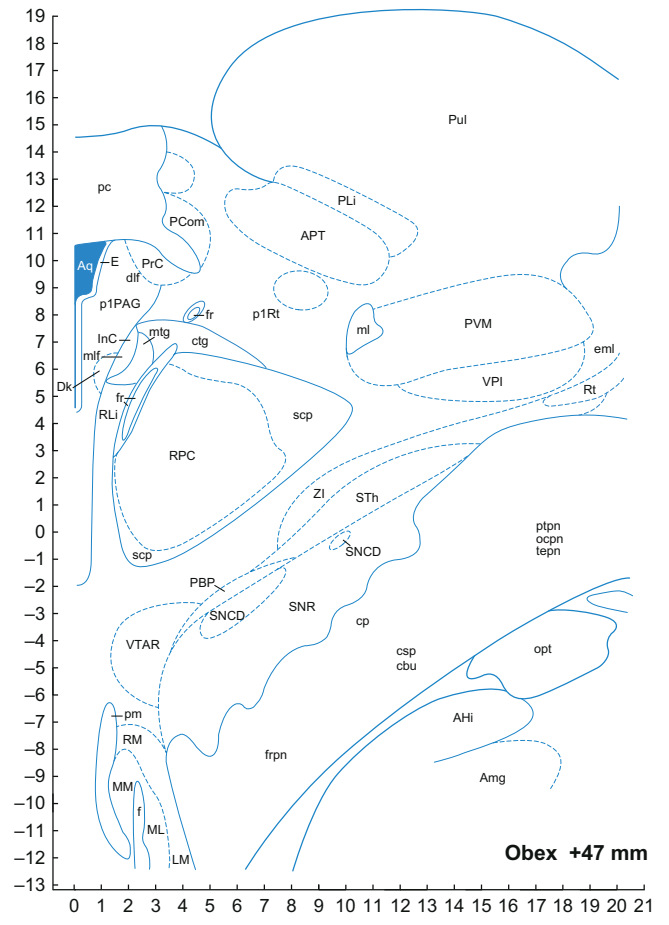 19
18
17
16
15
14
13
12
11
10
9
8
7
6
5
4
3
2
1
0
–1
–2
–3
–4
–5
–6
–7
–8
–9
–10
–11
–12
–13
Pul
pc
PLi
PCom
APT
Aq
E
PrC
dlf
p1PAG
fr
p1Rt
InC
mtg
ctg
ml
PVM
mlf
eml
Dk
VPI
Rt
fr
RLi
scp
RPC
ZI
STh
ptpn
ocpn
tepn
scp
SNCD
PBP
SNCD
SNR
cp
VTAR
csp
cbu
opt
pm
AHi
RM
frpn
MM
Amg
f
ML
LM
Obex +47 mm
0 1 2 3 4 5 6 7 8 9 10 11 12 13 14 15 16 17 18 19 20 21